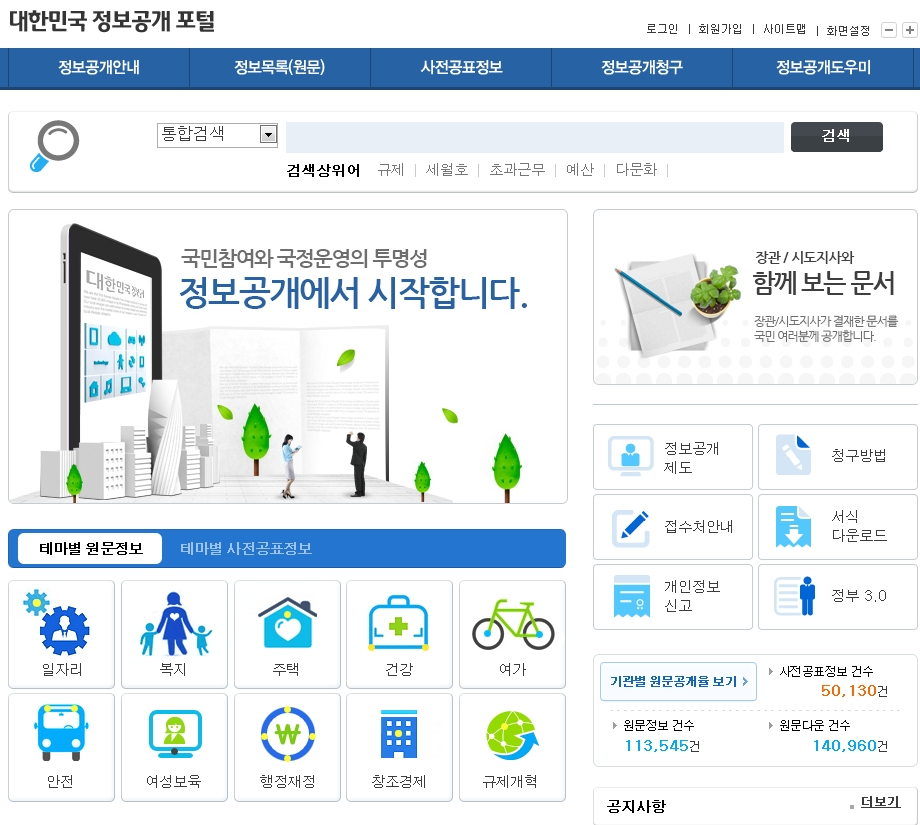 대한민국 정보공개 포털
로그인 | 회원가입 | 사이트맵 | 화면설정
정보공개안내 정보목록(원문) 사전공표정보 정보공개청구 정보공개도우미
통합검색 검색
검색상위어 규제 | 세월호 | 초과근무 | 예산 | 다문화 |
국민참여와 국정운영의 투명성
정보공개에서 시작합니다.
대한민국 정보
장관 / 시도지사와
함께 보는 문서
장관/시도지사가 결재한 문서를
국민 여러분께 공개합니다.
정보공개
제도
청구방법
접수처안내
서식
다운로드
개인정보
신고
정부 3.0
테마별 원문정보 테마별 사전공표정보
일자리 복지 주택 건강 여가
안전 여성보육 행정재정 창조경제 규제개혁
기관별 원문공개율 보기 >
사전공표정보 건수
50,130건
원문정보 건수
113,545건
원문다운 건수
140,960건
공지사항 더보기